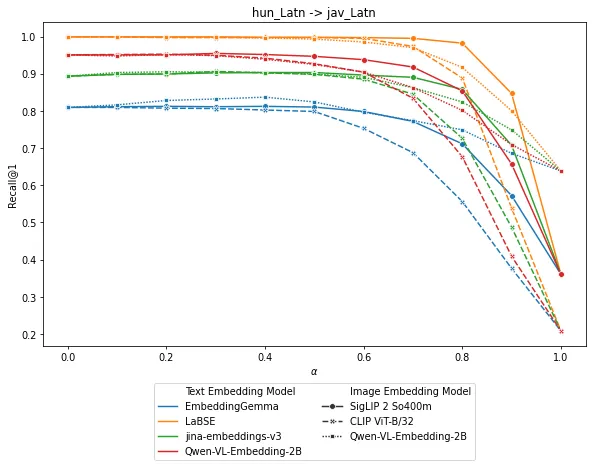 hun_Latn -> jav_Latn
Recall@1
1.0
0.9
0.8
0.7
0.6
0.5
0.4
0.3
0.2
0.0 0.2 0.4 0.6 0.8 1.0
α
Text Embedding Model
EmbeddingGemma
LaBSE
jina-embeddings-v3
Qwen-VL-Embedding-2B
Image Embedding Model
SigLIP 2 So400m
CLIP ViT-B/32
Qwen-VL-Embedding-2B